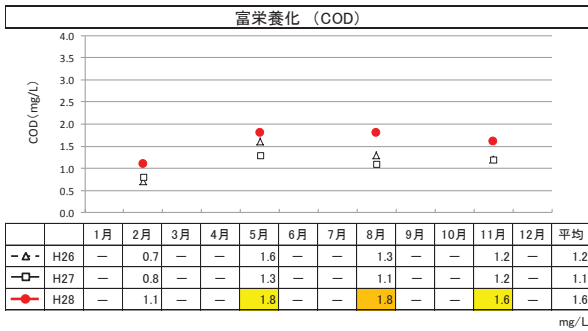 富栄養化 （COD）
COD(mg/L)
4.0
3.5
3.0
2.5
2.0
1.5
1.0
0.5
0.0
1月 2月 3月 4月 5月 6月 7月 8月 9月 10月 11月 12月 平均
H26 — 0.7 — — 1.6 — — 1.3 — — 1.2 — 1.2
H27 — 0.8 — — 1.3 — — 1.1 — — 1.2 — 1.1
H28 — 1.1 — — 1.8 — — 1.8 — — 1.6 — 1.6
mg/L